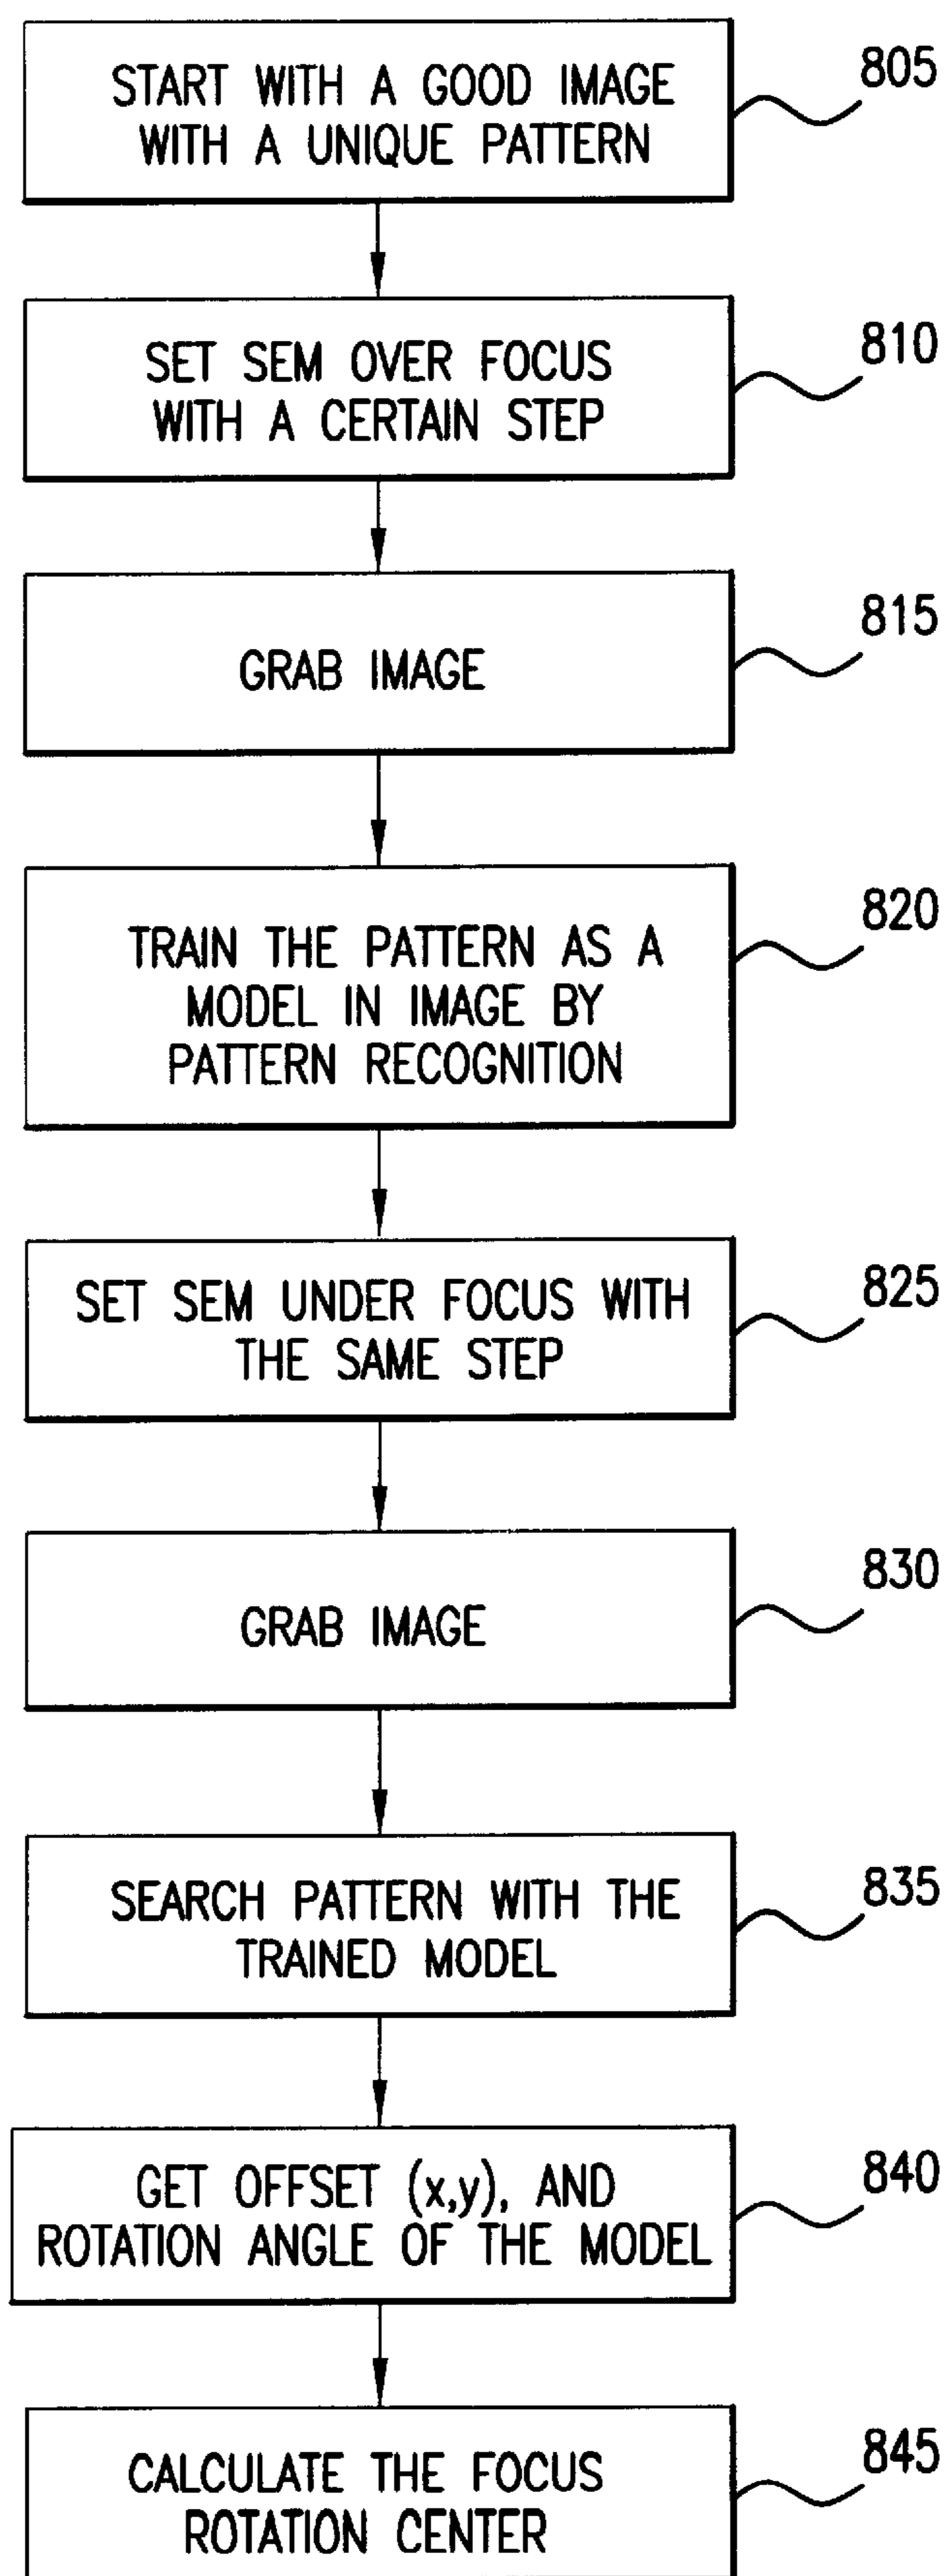 START WITH A GOOD IMAGE
WITH A UNIQUE PATTERN
805
SET SEM OVER FOCUS
WITH A CERTAIN STEP
810
GRAB IMAGE
815
TRAIN THE PATTERN AS A
MODEL IN IMAGE BY
PATTERN RECOGNITION
820
SET SEM UNDER FOCUS WITH
THE SAME STEP
825
GRAB IMAGE
830
SEARCH PATTERN WITH THE
TRAINED MODEL
835
GET OFFSET (x,y), AND
ROTATION ANGLE OF THE MODEL
840
CALCULATE THE FOCUS
ROTATION CENTER
845